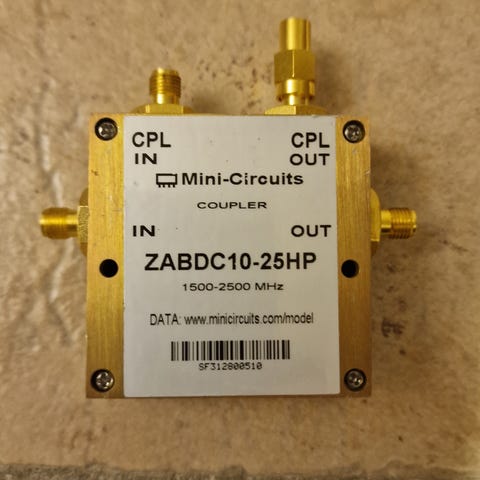 CPL CPL
IN OUT
Mini-Circuits
COUPLER
IN OUT
ZABDC10-25HP
1500-2500 MHz
DATA: www.minicircuits.com/model
SF312800510